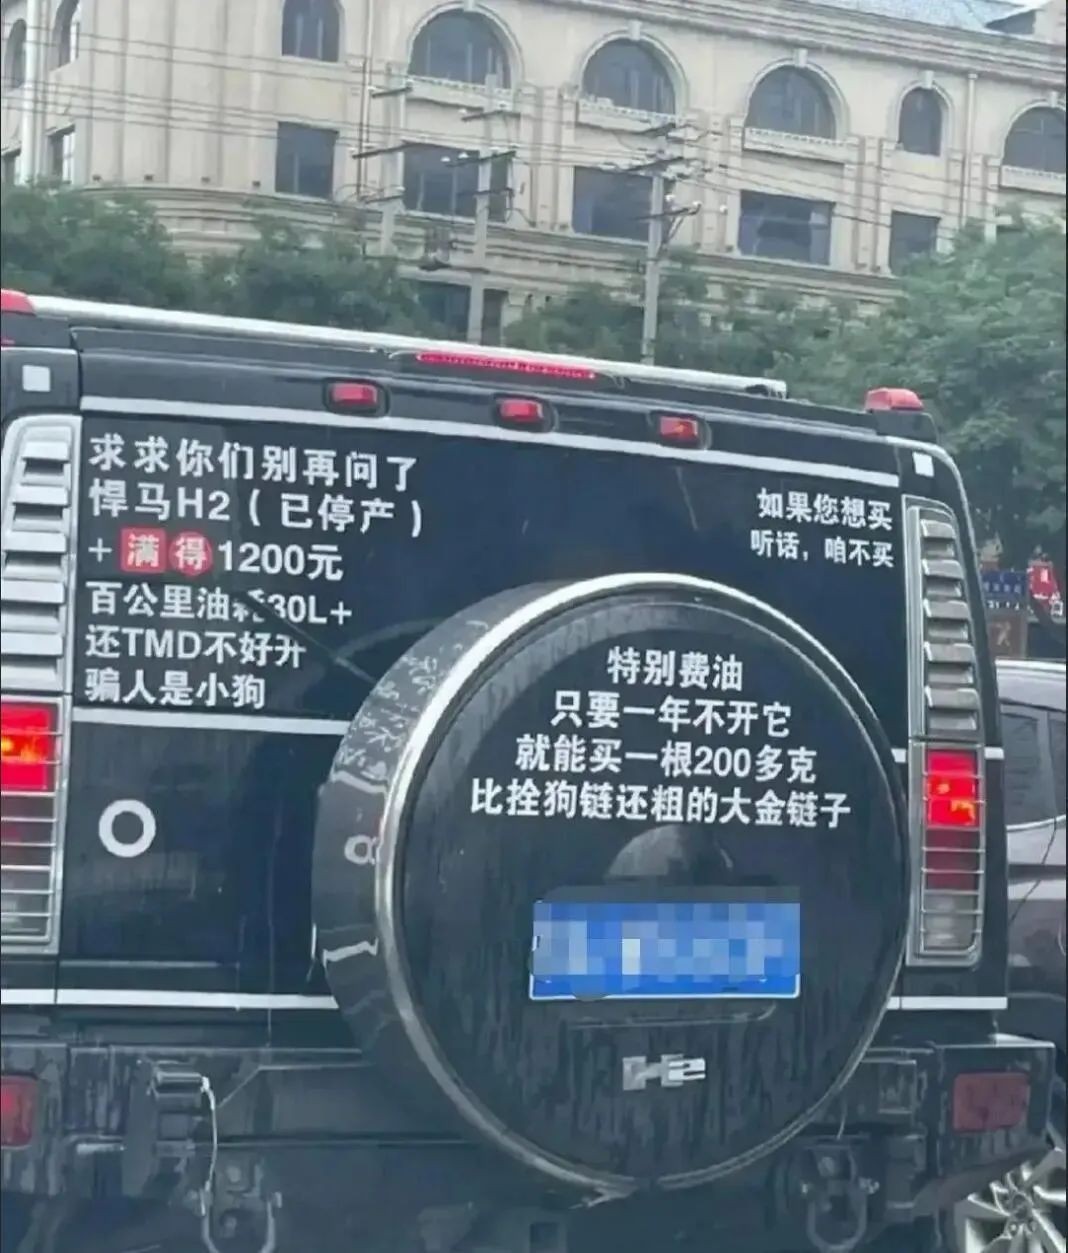 求求你们别再问了
悍马H2（已停产）
+满得1200元
百公里油耗30L+
还TMD不好升
骗人是小狗
如果您想买
听话，咱不买
特别费油
只要一年不开它
就能买一根200多克
比拴狗链还粗的大金链子
H2